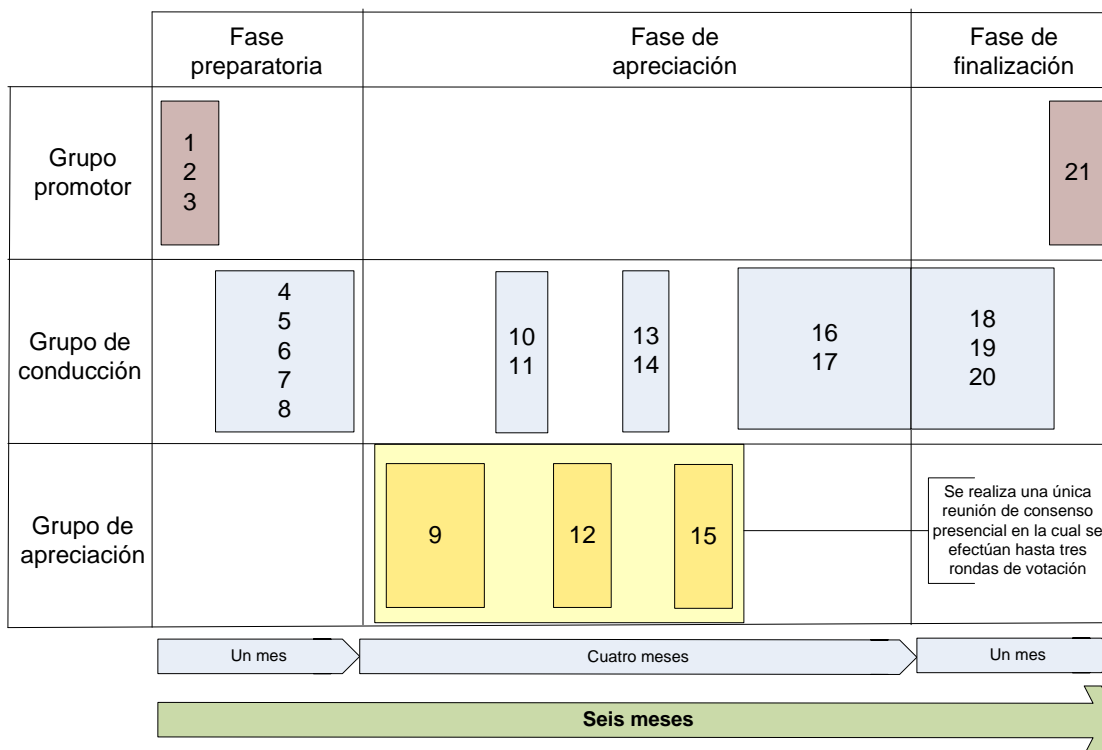 Fase
preparatoria
Fase de
apreciación
Fase de
finalización
Grupo
promotor
1
2
3
21
Grupo de
conducción
4
5
6
7
8
10
11
13
14
16
17
18
19
20
Grupo de
apreciación
9
12
15
Se realiza una única
reunión de consenso
presencial en la cual se
efectúan hasta tres
rondas de votación
Un mes
Cuatro meses
Un mes
Seis meses